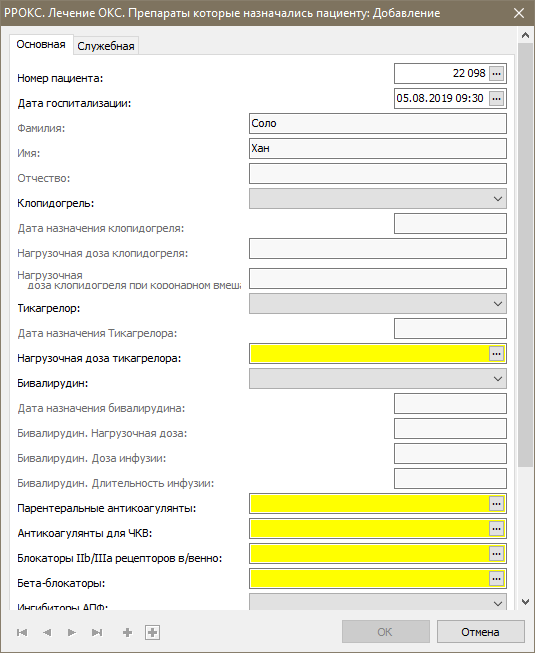 РРОКС. Лечение ОКС. Препараты которые назначались пациенту: Добавление
Основная Служебная
Номер пациента: 22 098 ...
Дата госпитализации: 05.08.2019 09:30 ...
Фамилия: Соло
Имя: Хан
Отчество:
Клопидогрель:
Дата назначения клопидогреля:
Нагрузочная доза клопидогреля:
Нагрузочная
доза клопидогреля при коронарном вмеша
Тикагрелор:
Дата назначения Тикагрелора:
Нагрузочная доза тикагрелора: ...
Бивалирудин:
Дата назначения бивалирудина:
Бивалирудин. Нагрузочная доза:
Бивалирудин. Доза инфузии:
Бивалирудин. Длительность инфузии:
Парентеральные антикоагулянты: ...
Антикоагулянты для ЧКВ: ...
Блокаторы IIb/IIIa рецепторов в/венно: ...
Бета-блокаторы: ...
Ингибиторы АПФ:
ОК Отмена